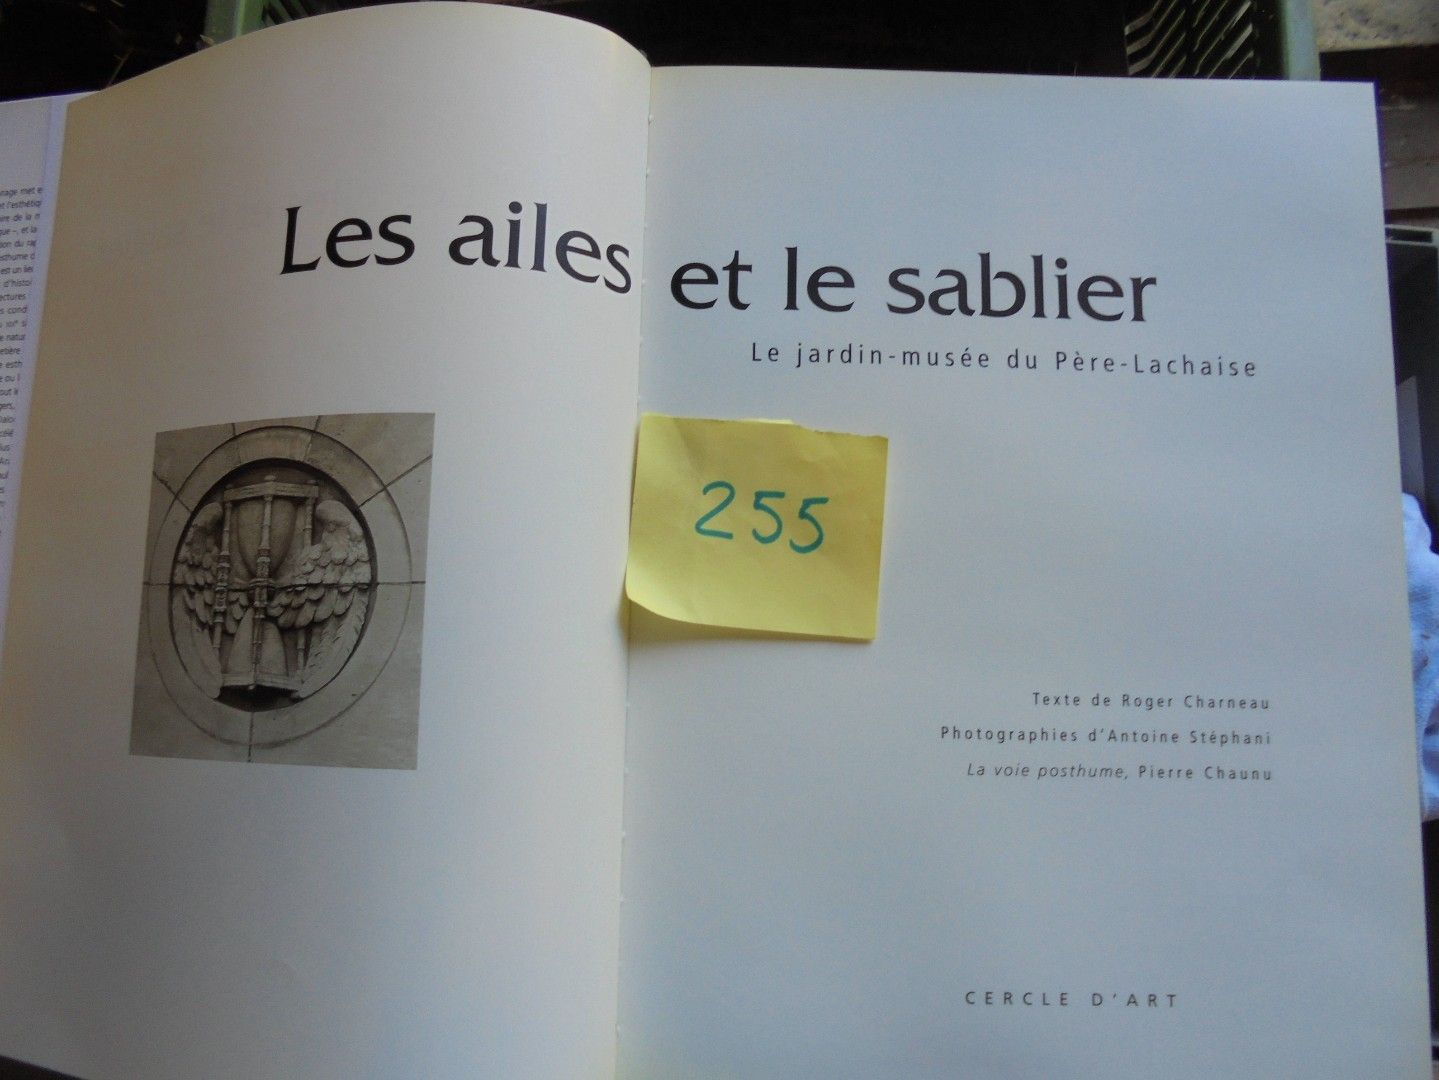 Les ailes et le sablier
Le jardin-musée du Père-Lachaise
255
Texte de Roger Charneau
Photographies d'Antoine Stéphani
La voie posthume, Pierre Chaunu
CERCLE D'ART